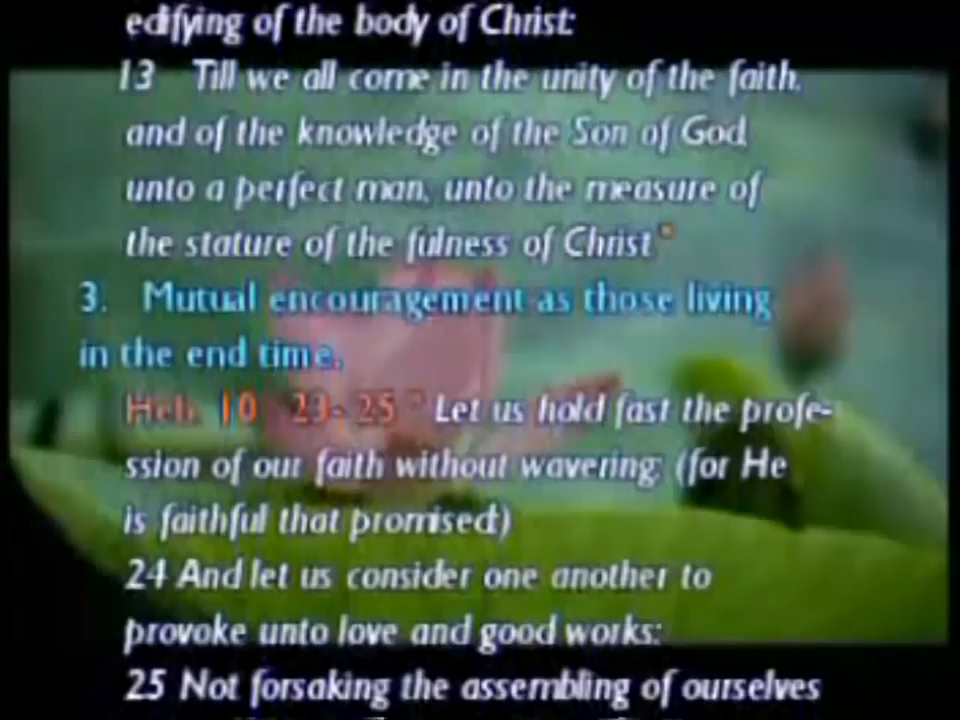 edifying of the body of Christ:
13 Till we all come in the unity of the faith,
and of the knowledge of the Son of God,
unto a perfect man, unto the measure of
the stature of the fulness of Christ"
3. Mutual encouragement as those living
in the end time.
Heb. 10 23-25 " Let us hold fast the profe-
ssion of our faith without wavering; (for He
is faithful that promised;)
24 And let us consider one another to
provoke unto love and good works:
25 Not forsaking the assembling of ourselves